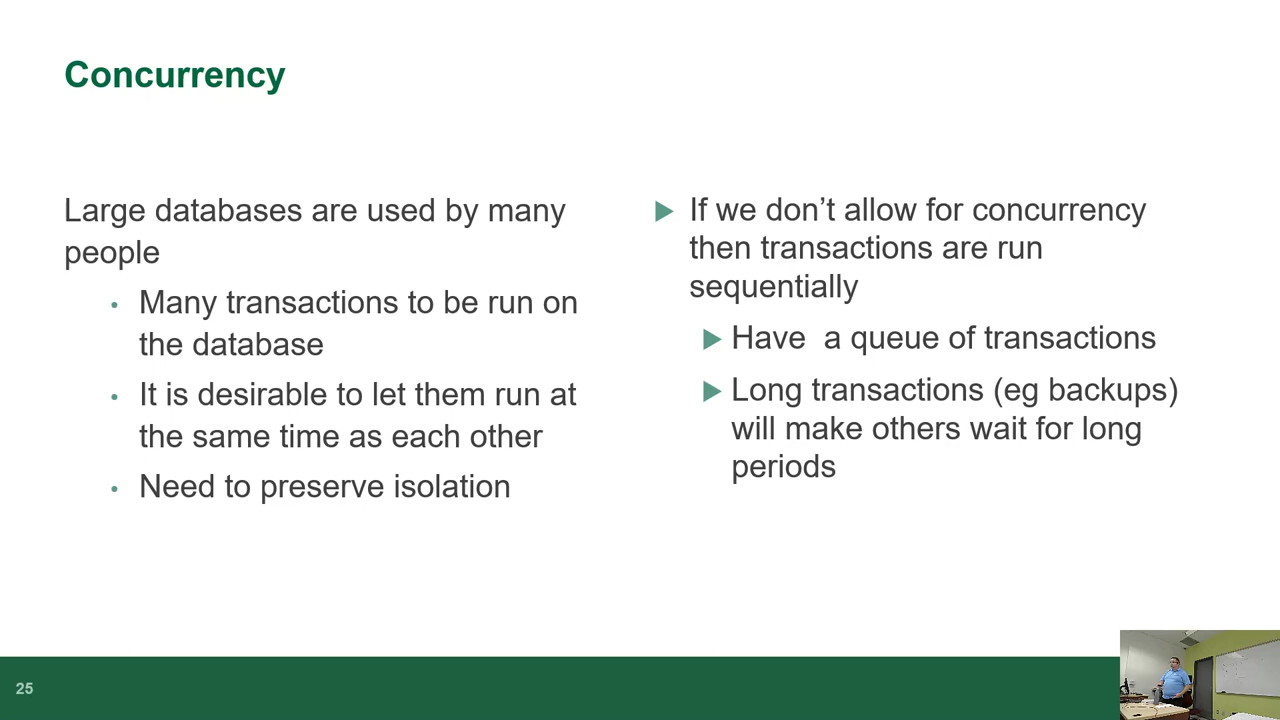 Concurrency
Large databases are used by many
people
• Many transactions to be run on
the database
• It is desirable to let them run at
the same time as each other
• Need to preserve isolation
If we don’t allow for concurrency
then transactions are run
sequentially
Have  a queue of transactions
Long transactions (eg backups)
will make others wait for long
periods
25